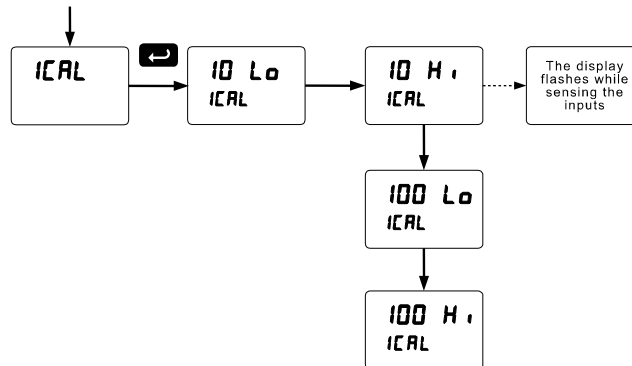 ICAL
10 Lo
ICAL
10 Hi
ICAL
The display
flashes while
sensing the
inputs
100 Lo
ICAL
100 Hi
ICAL